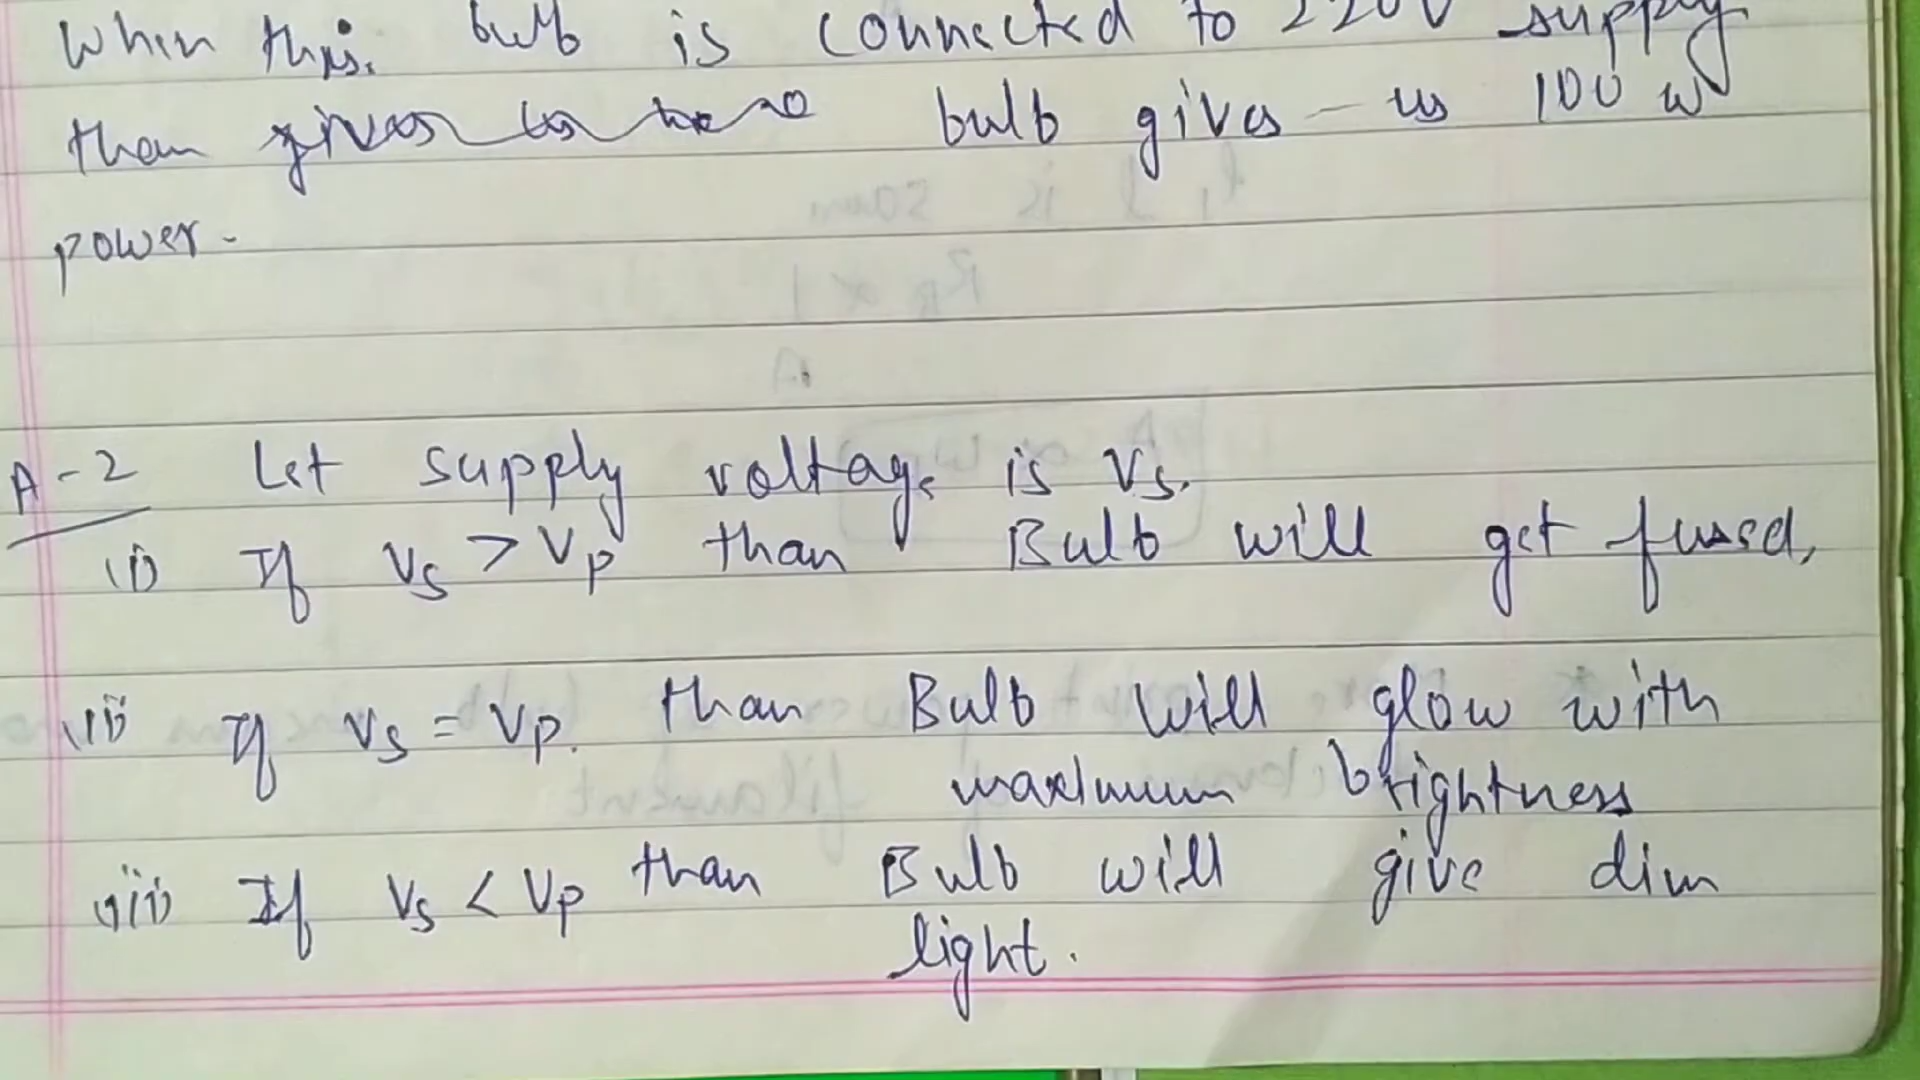 When this. bulb is connected to 220V supply
than bulb gives us 100 W
power.
A-2 Let supply voltage is Vs.
(i) If Vs > Vp than Bulb will get fused,
(ii) If Vs = Vp. than Bulb will glow with
maximum brightness
(iii) If Vs < Vp than Bulb will give dim
light.